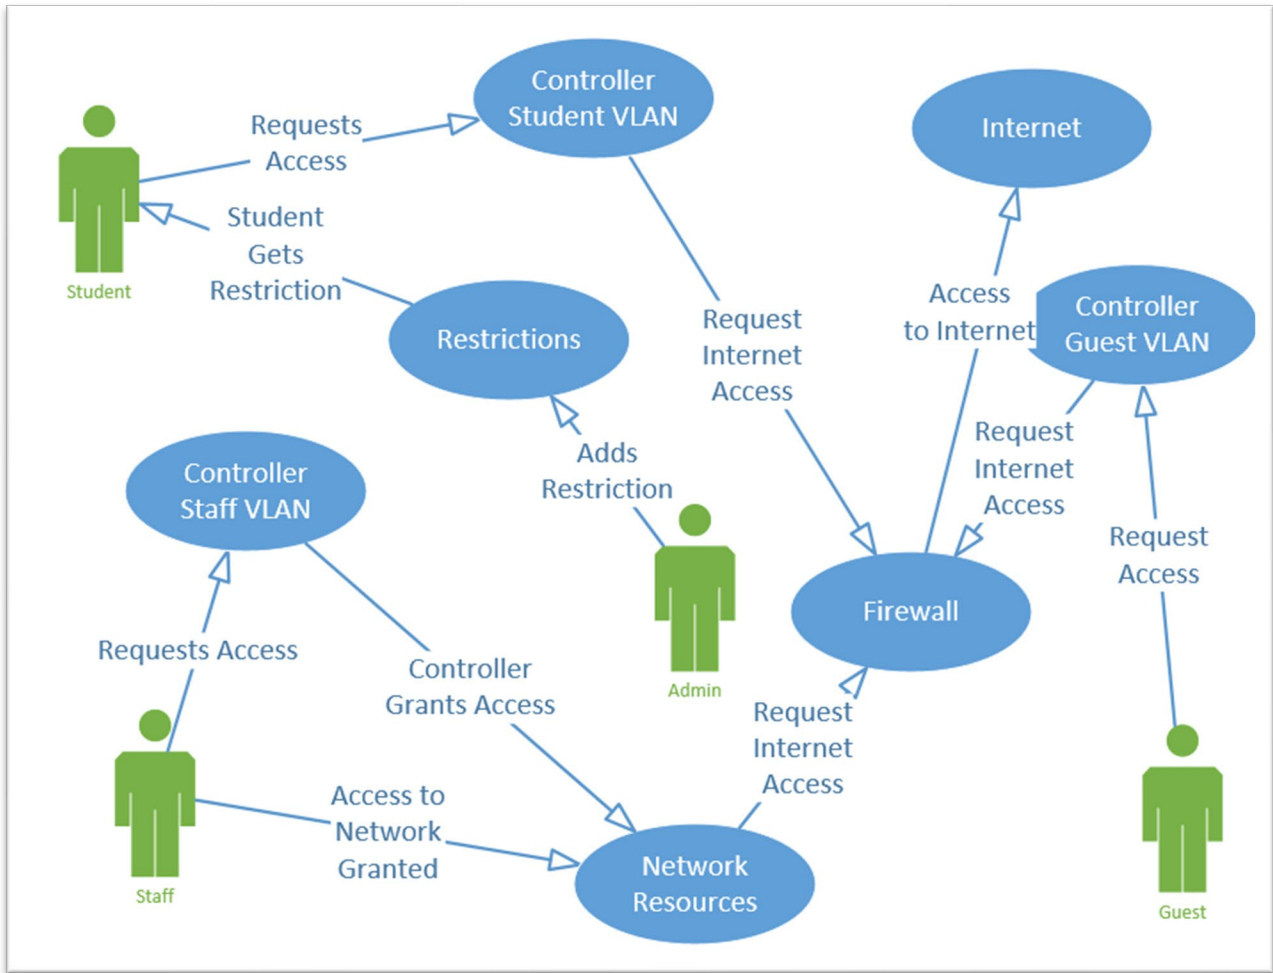 Controller
Student VLAN
Internet
Requests
Access
Student
Gets
Restriction
Student
Restrictions
Request
Internet
Access
Access
to Internet
Controller
Guest VLAN
Request
Internet
Access
Adds
Restriction
Controller
Staff VLAN
Request
Access
Firewall
Requests Access
Controller
Grants Access
Admin
Request
Internet
Access
Access to
Network
Granted
Network
Resources
Staff
Guest